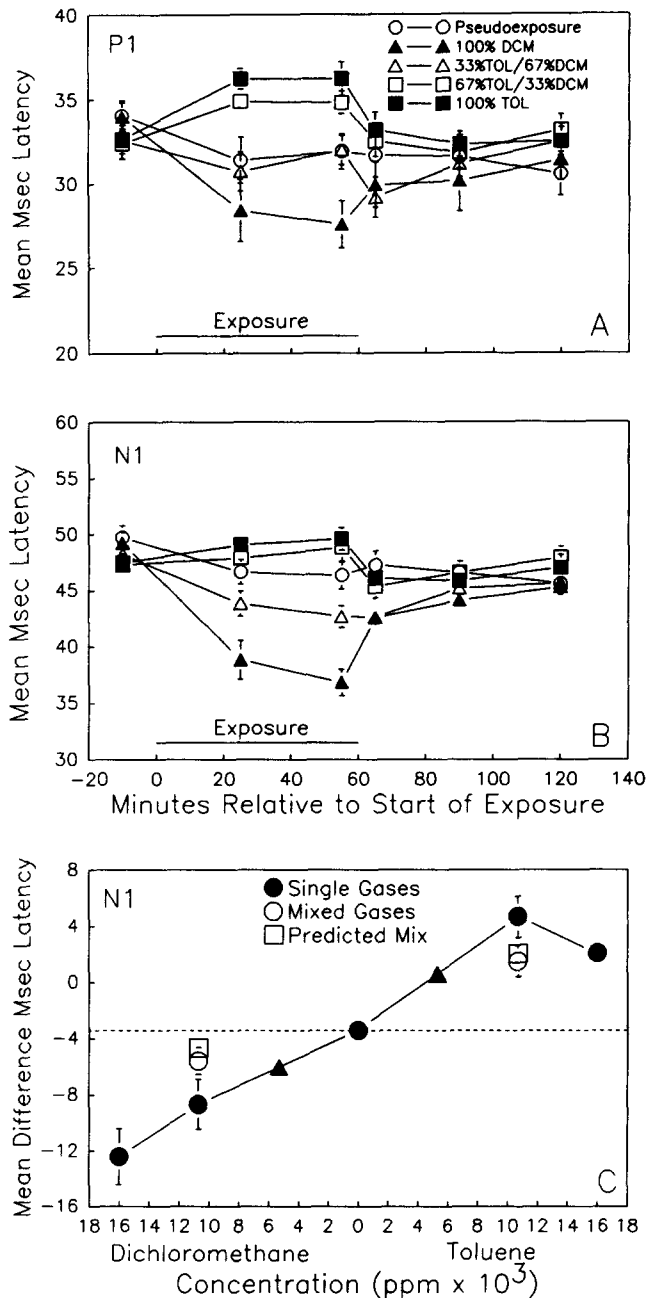 P1
Pseudoexposure
100% DCM
33%TOL/67%DCM
67%TOL/33%DCM
100% TOL
Mean Msec Latency
40
35
30
25
20
Exposure
A
N1
Mean Msec Latency
60
55
50
45
40
35
30
Exposure
B
-20 0 20 40 60 80 100 120 140
Minutes Relative to Start of Exposure
N1
Single Gases
Mixed Gases
Predicted Mix
Mean Difference Msec Latency
8
4
0
-4
-8
-12
-16
C
18 16 14 12 10 8 6 4 2 0 2 4 6 8 10 12 14 16 18
Dichloromethane Toluene
Concentration (ppm x 10³)